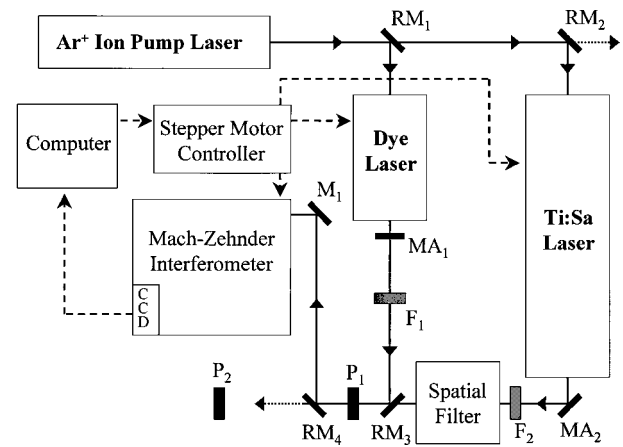 Ar⁺ Ion Pump Laser
RM₁
RM₂
Computer
Stepper Motor
Controller
Dye
Laser
Ti:Sa
Laser
M₁
Mach-Zehnder
Interferometer
C
C
D
MA₁
F₁
P₂
P₁
RM₄
RM₃
Spatial
Filter
F₂
MA₂